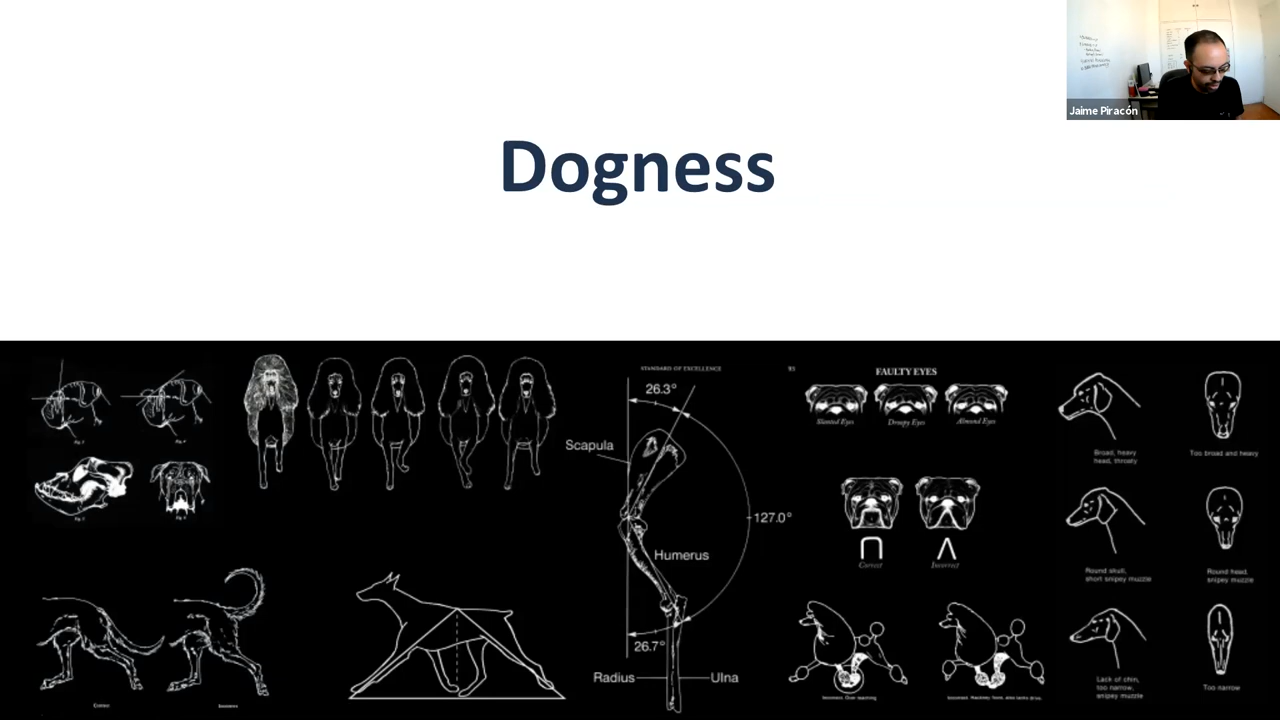 Jaime Piracón
Dogness
STANDARD OF EXCELLENCE
FAULTY EYES
26.3°
Scapula
Slanted Eyes
Droopy Eyes
Almond Eyes
Broad, heavy
head, throaty
Too broad and heavy
127.0°
Humerus
Correct
Incorrect
Round skull,
short snipey muzzle
Round head,
snipey muzzle
26.7°
Radius
Ulna
Lack of chin,
too narrow,
snipey muzzle
Too narrow
Correct
Incorrect